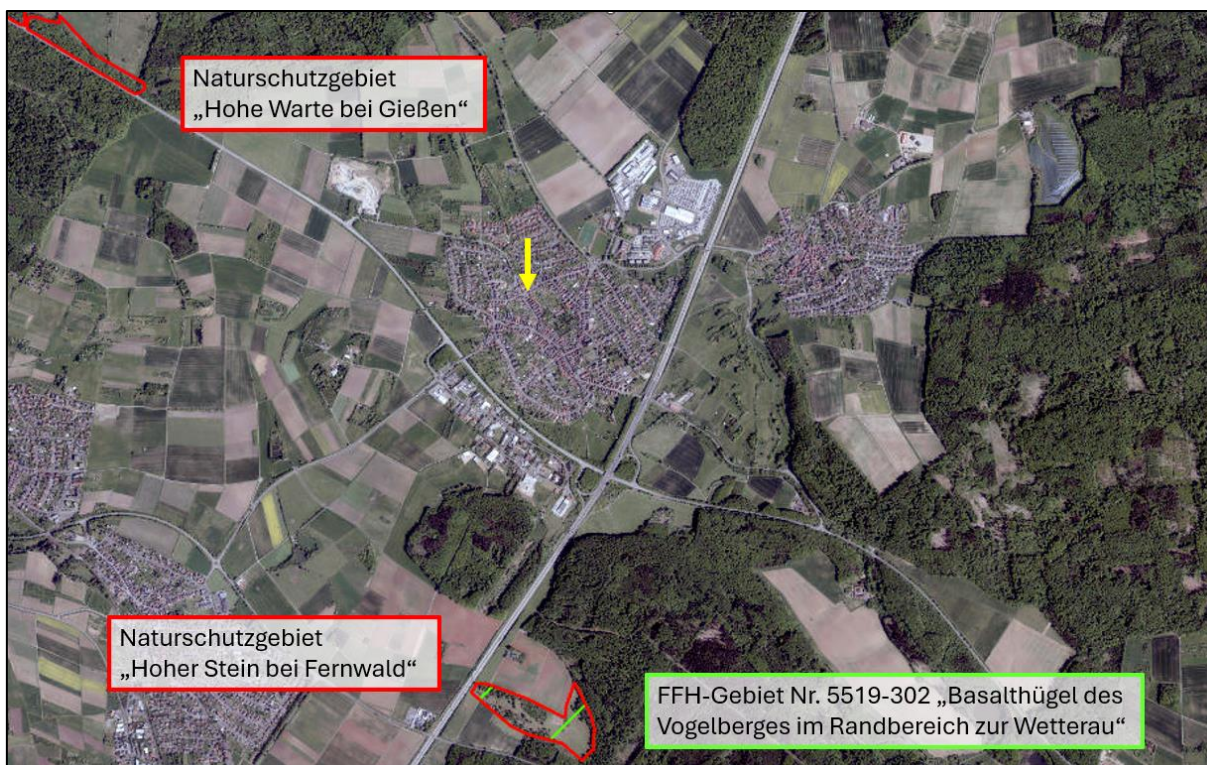 Naturschutzgebiet
„Hohe Warte bei Gießen“
Naturschutzgebiet
„Hoher Stein bei Fernwald“
FFH-Gebiet Nr. 5519-302 „Basalthügel des
Vogelberges im Randbereich zur Wetterau“